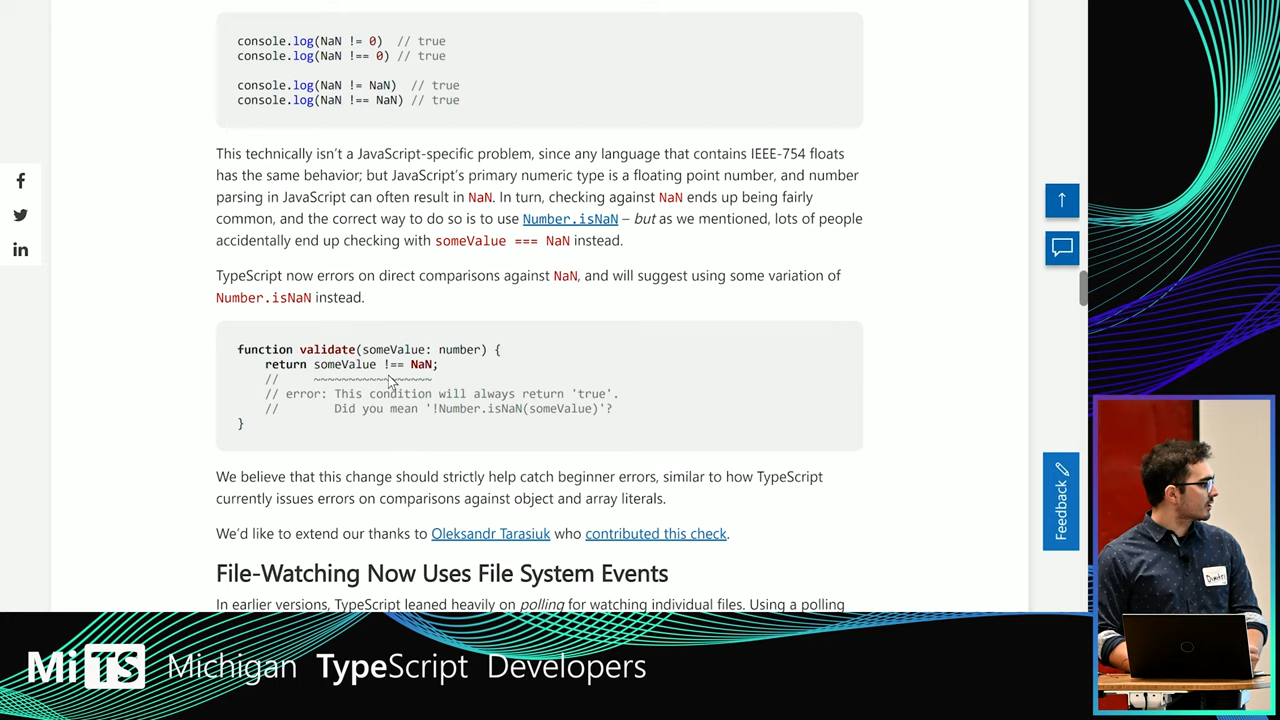 console.log(NaN != 0)  // true
console.log(NaN !== 0) // true
console.log(NaN != NaN)  // true
console.log(NaN !== NaN) // true
This technically isn't a JavaScript-specific problem, since any language that contains IEEE-754 floats
has the same behavior; but JavaScript's primary numeric type is a floating point number, and number
parsing in JavaScript can often result in NaN. In turn, checking against NaN ends up being fairly
common, and the correct way to do so is to use Number.isNaN – but as we mentioned, lots of people
accidentally end up checking with someValue === NaN instead.
TypeScript now errors on direct comparisons against NaN, and will suggest using some variation of
Number.isNaN instead.
function validate(someValue: number) {
    return someValue !== NaN;
    //     ~~~~~~~~~~~~~~~~~
    // error: This condition will always return 'true'.
    //        Did you mean '!Number.isNaN(someValue)'?
}
We believe that this change should strictly help catch beginner errors, similar to how TypeScript
currently issues errors on comparisons against object and array literals.
We'd like to extend our thanks to Oleksandr Tarasiuk who contributed this check.
File-Watching Now Uses File System Events
In earlier versions, TypeScript leaned heavily on polling for watching individual files. Using a polling
Feedback
Dimitri
MiTS Michigan TypeScript Developers